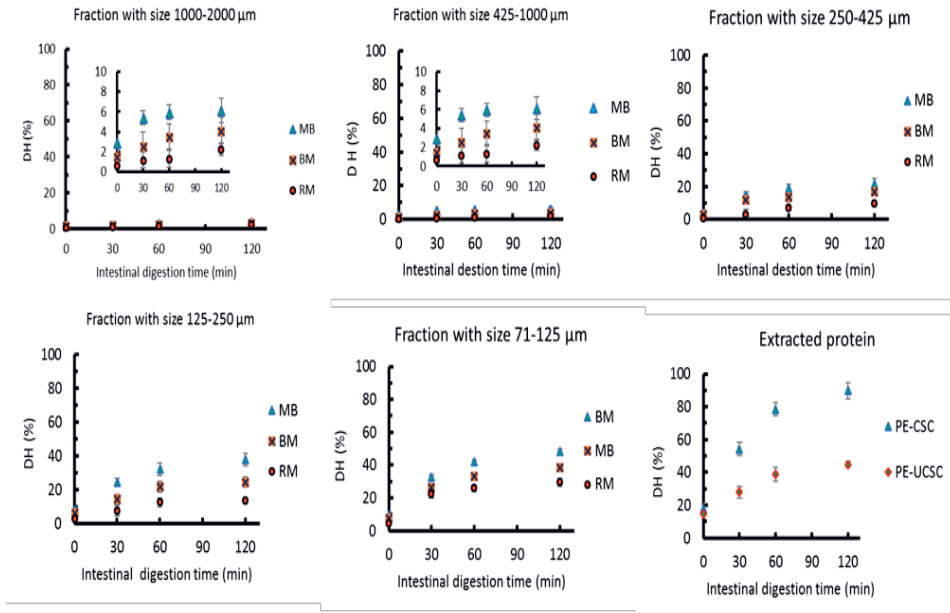 Fraction with size 1000-2000 µm
DH (%)
100
80
60
40
20
0
10
8
6
4
2
0
0 30 60 90 120
MB
BM
RM
0 30 60 90 120
Intestinal digestion time (min)
Fraction with size 425-1000 µm
D H (%)
100
80
60
40
20
0
10
8
6
4
2
0
0 30 60 90 120
MB
BM
RM
0 30 60 90 120
Intestinal destion time (min)
Fraction with size 250-425 µm
DH (%)
100
80
60
40
20
0
MB
BM
RM
0 30 60 90 120
Intestinal destion time (min)
Fraction with size 125-250 µm
DH (%)
100
80
60
40
20
0
MB
BM
RM
0 30 60 90 120
Intestinal digestion time (min)
Fraction with size 71-125 µm
DH (%)
100
80
60
40
20
0
BM
MB
RM
0 30 60 90 120
Intestinal digestion time (min)
Extracted protein
DH (%)
100
80
60
40
20
0
PE-CSC
PE-UCSC
0 30 60 90 120
Intestinal digestion time (min)